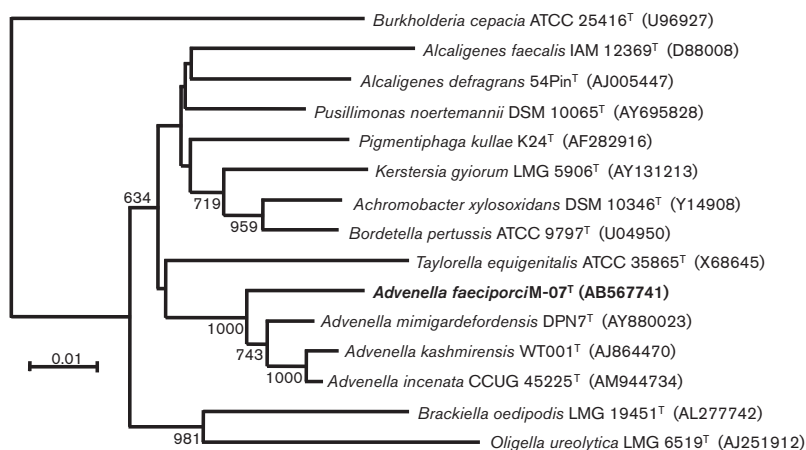 Burkholderia cepacia ATCC 25416ᵀ (U96927)
Alcaligenes faecalis IAM 12369ᵀ (D88008)
Alcaligenes defragrans 54Pinᵀ (AJ005447)
Pusillimonas noertemannii DSM 10065ᵀ (AY695828)
Pigmentiphaga kullae K24ᵀ (AF282916)
Kerstersia gyiorum LMG 5906ᵀ (AY131213)
634
719
Achromobacter xylosoxidans DSM 10346ᵀ (Y14908)
959
Bordetella pertussis ATCC 9797ᵀ (U04950)
Taylorella equigenitalis ATCC 35865ᵀ (X68645)
Advenella faeciporciM-07ᵀ (AB567741)
1000
Advenella mimigardefordensis DPN7ᵀ (AY880023)
743
Advenella kashmirensis WT001ᵀ (AJ864470)
0.01
1000
Advenella incenata CCUG 45225ᵀ (AM944734)
Brackiella oedipodis LMG 19451ᵀ (AL277742)
981
Oligella ureolytica LMG 6519ᵀ (AJ251912)